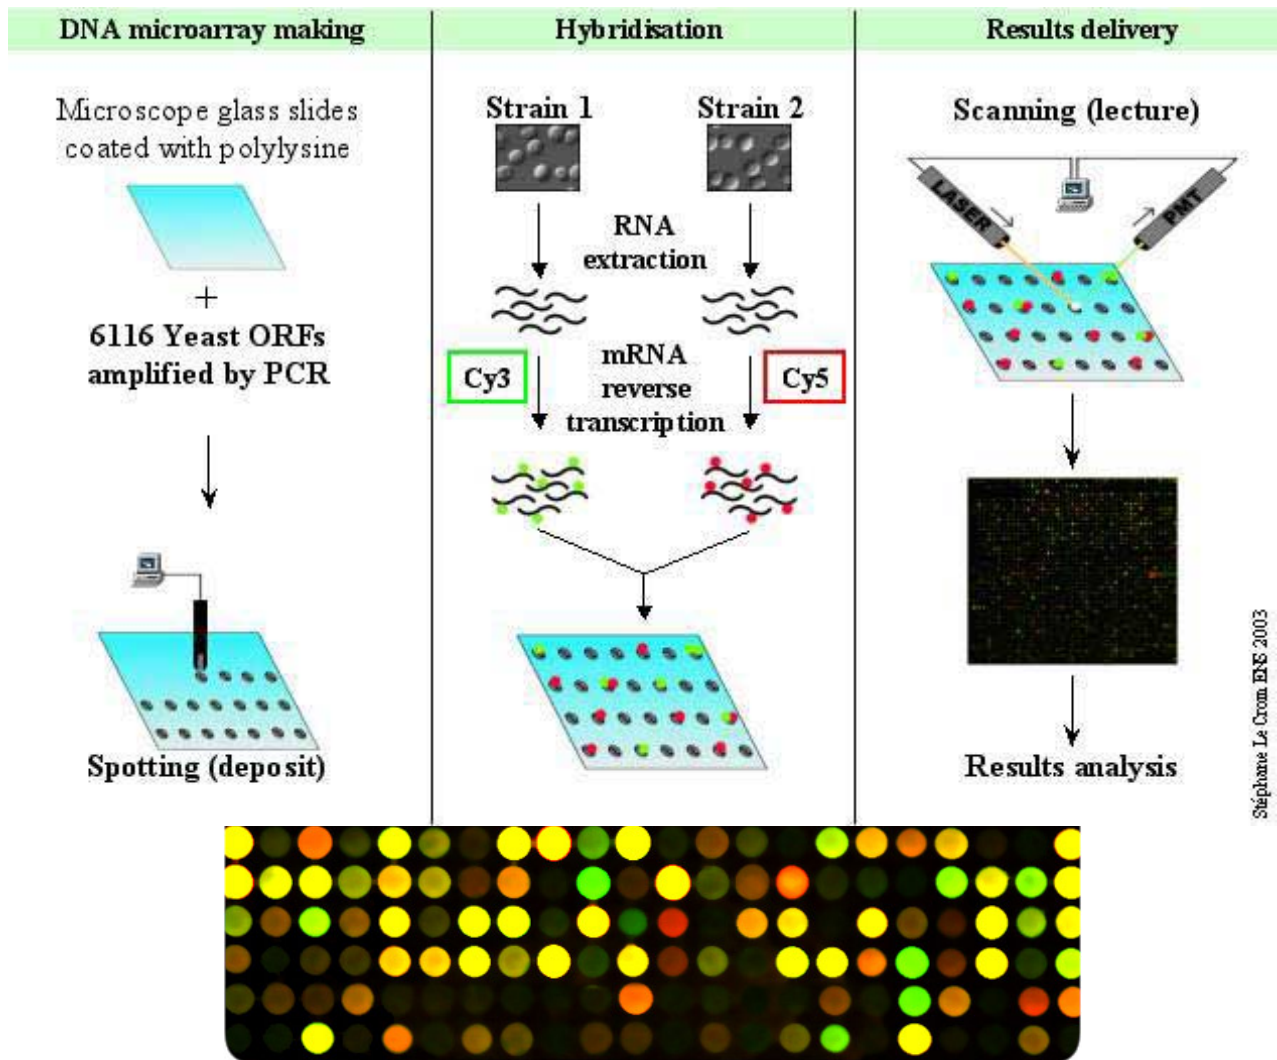 DNA microarray making
Microscope glass slides
coated with polylysine
+
6116 Yeast ORFs
amplified by PCR
Spotting (deposit)
Hybridisation
Strain 1
Strain 2
RNA
extraction
Cy3
mRNA
reverse
transcription
Cy5
Results delivery
Scanning (lecture)
LASER
PMT
Results analysis
Stéphane Le Crom ENS 2003